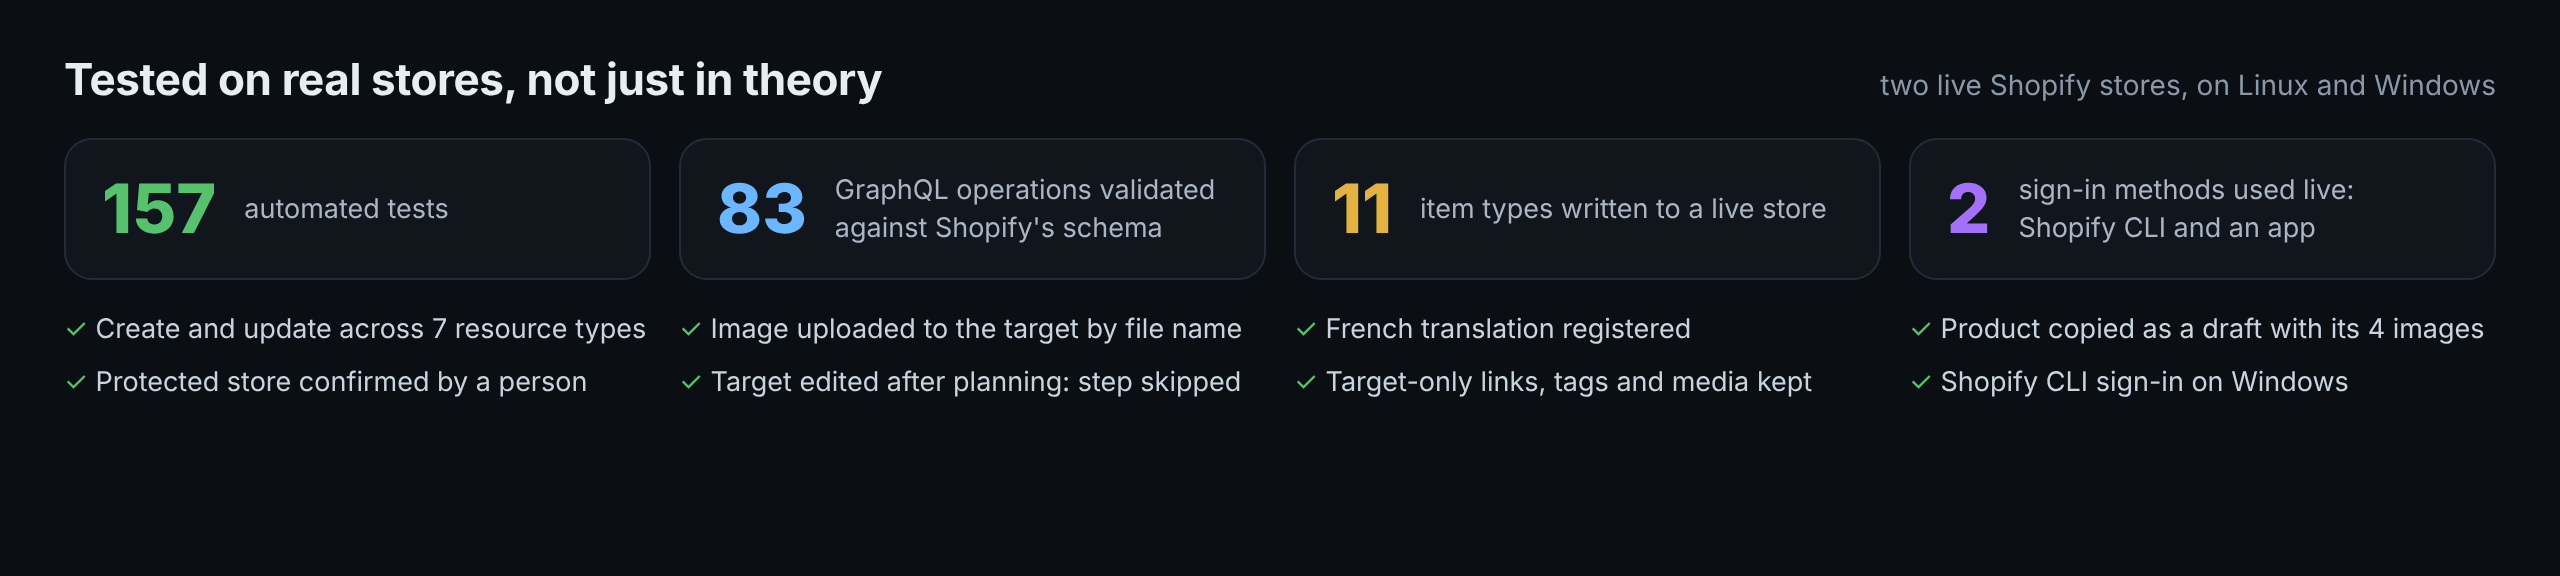 Tested on real stores, not just in theory
two live Shopify stores, on Linux and Windows
157 automated tests
83 GraphQL operations validated
against Shopify's schema
11 item types written to a live store
2 sign-in methods used live:
Shopify CLI and an app
✓ Create and update across 7 resource types
✓ Image uploaded to the target by file name
✓ French translation registered
✓ Product copied as a draft with its 4 images
✓ Protected store confirmed by a person
✓ Target edited after planning: step skipped
✓ Target-only links, tags and media kept
✓ Shopify CLI sign-in on Windows